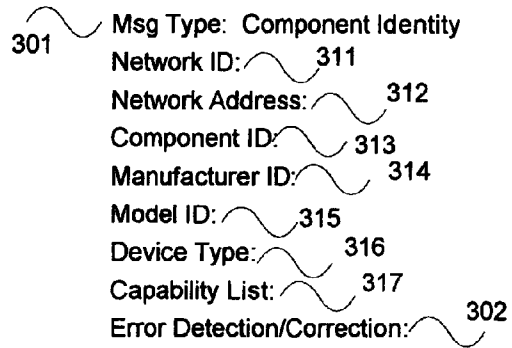 301 Msg Type: Component Identity
Network ID: 311
Network Address: 312
Component ID: 313
Manufacturer ID: 314
Model ID: 315
Device Type: 316
Capability List: 317
Error Detection/Correction: 302